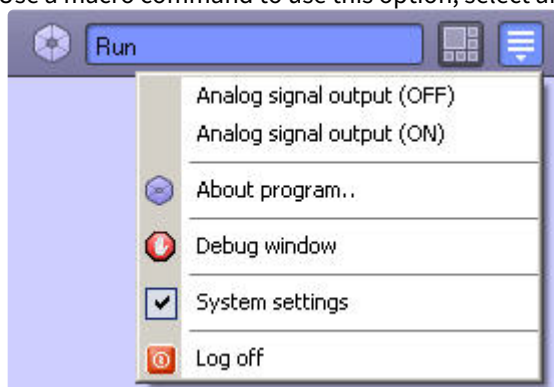 ose a macro command to use this option, select an
Run
Analog signal output (OFF)
Analog signal output (ON)
About program..
Debug window
System settings
Log off